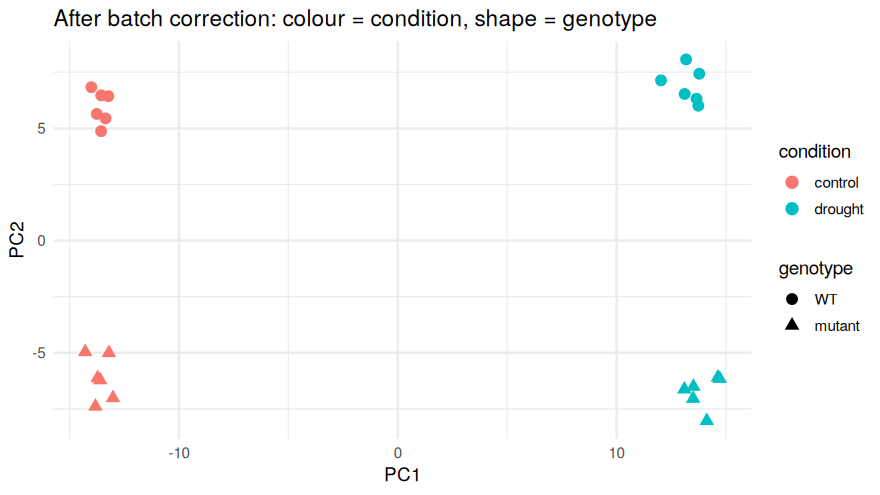 After batch correction: colour = condition, shape = genotype
PC2
5
0
-5
-10
0
10
PC1
condition
control
drought
genotype
WT
mutant